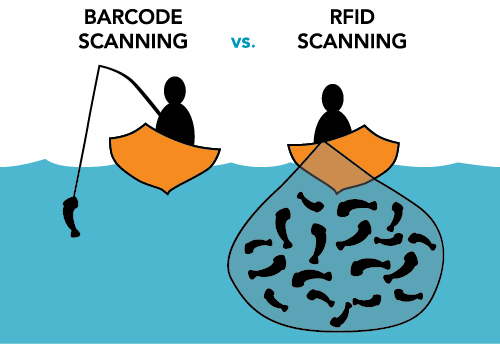 BARCODE
SCANNING
vs.
RFID
SCANNING